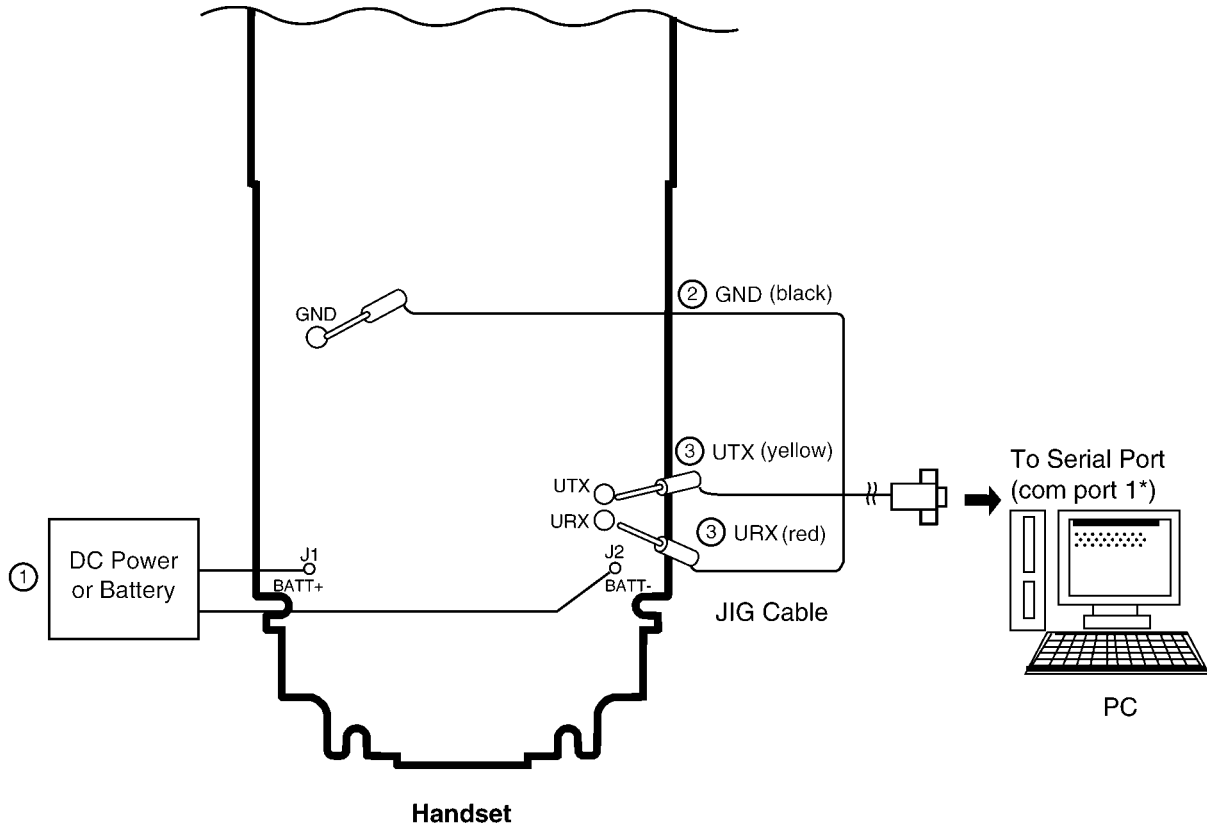 GND
② GND (black)
③ UTX (yellow)
UTX
URX
③ URX (red)
To Serial Port
(com port 1*)
① DC Power
or Battery
J1
BATT+
J2
BATT-
JIG Cable
PC
Handset